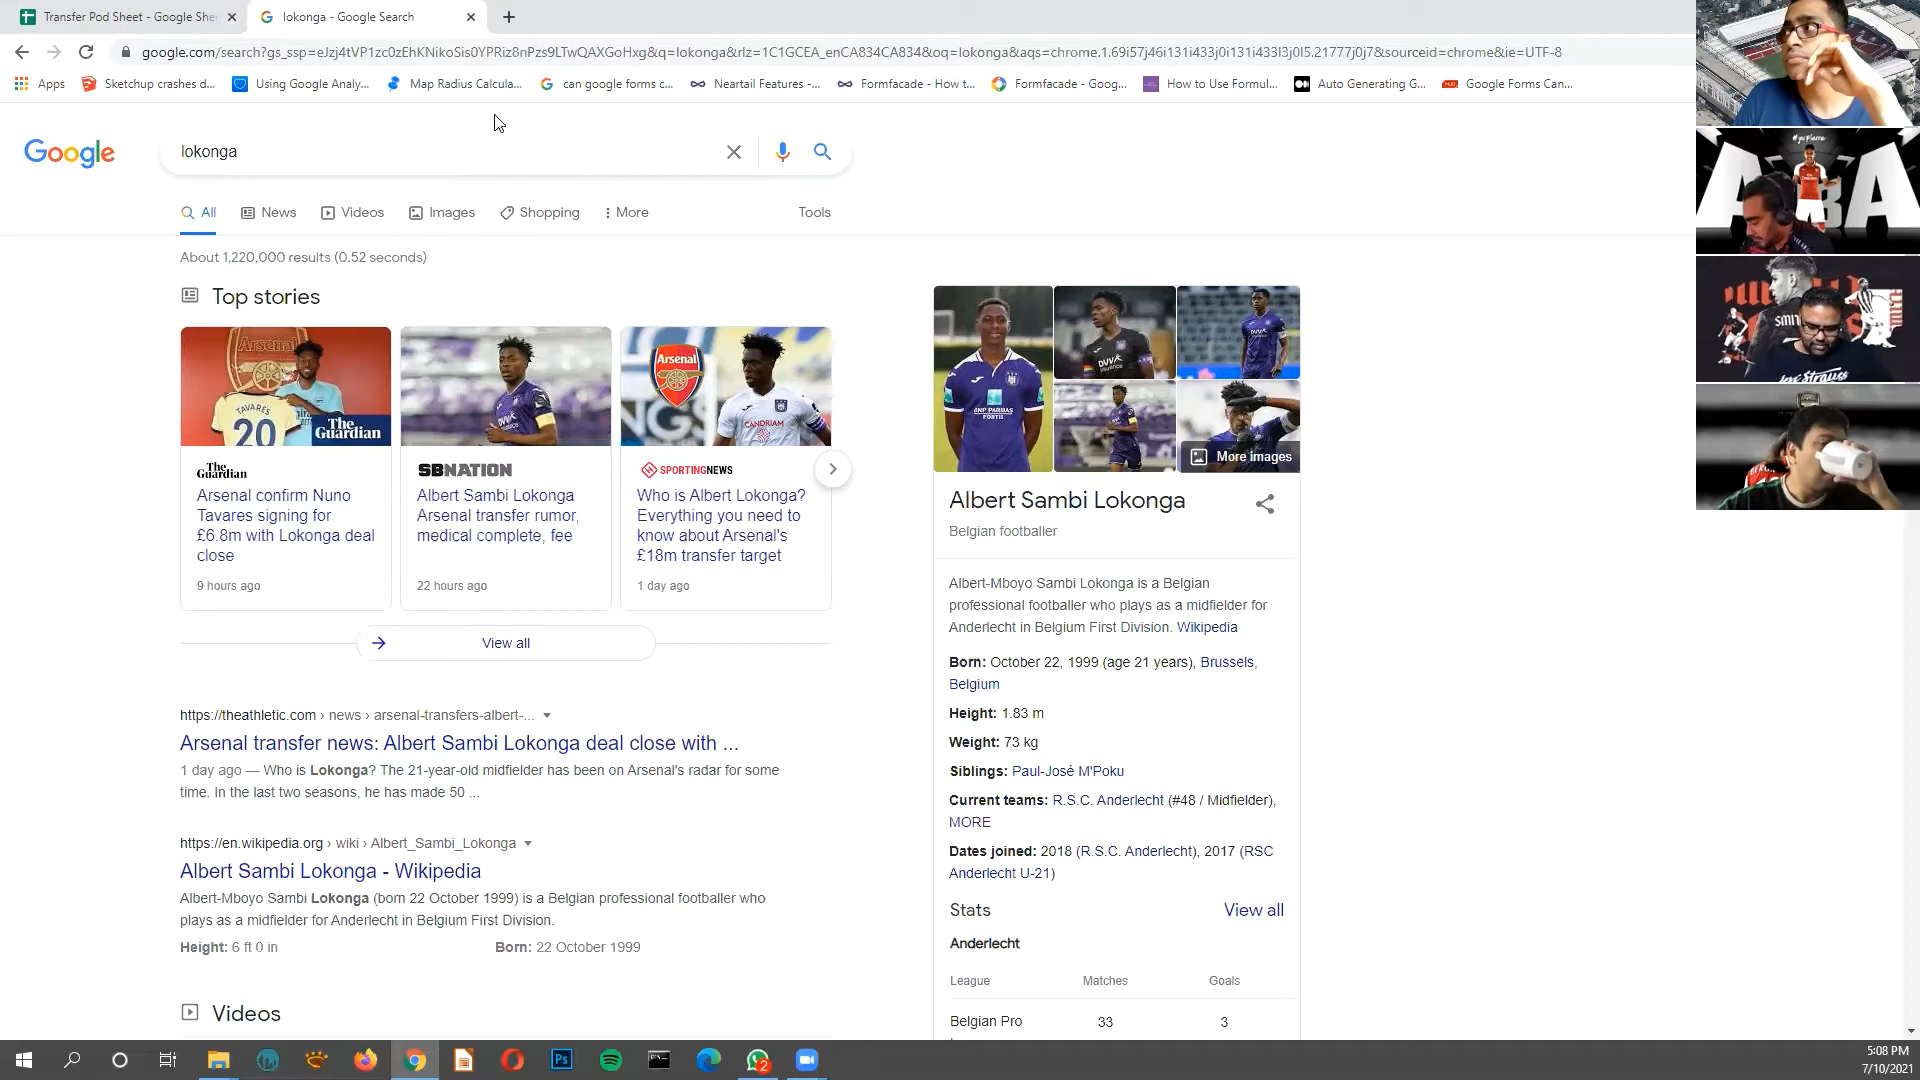 Transfer Pod Sheet - Google She
lokonga - Google Search
google.com/search?gs_ssp=eJzj4tVP1zc0zEhKNikoSis0YPRiz8nPzs9LTwQAXGoHxg&q=lokonga&rlz=1C1GCEA_enCA834CA834&oq=lokonga&aqs=chrome.1.69i57j46i131i433j0i131i433l3j0l5.21777j0j7&sourceid=chrome&ie=UTF-8
Apps
Sketchup crashes d...
Using Google Analy...
Map Radius Calcula...
can google forms c...
Neartail Features -...
Formfacade - How t...
Formfacade - Goog...
How to Use Formul...
Auto Generating G...
Google Forms Can...
Google
lokonga
All
News
Videos
Images
Shopping
More
Tools
About 1,220,000 results (0.52 seconds)
Top stories
Arsenal
TAVARES
20
The Guardian
The Guardian
Arsenal confirm Nuno
Tavares signing for
£6.8m with Lokonga deal
close
9 hours ago
SBNATION
Albert Sambi Lokonga
Arsenal transfer rumor,
medical complete, fee
22 hours ago
Arsenal
CANDRIAM
SPORTINGNEWS
Who is Albert Lokonga?
Everything you need to
know about Arsenal's
£18m transfer target
1 day ago
View all
https://theathletic.com › news › arsenal-transfers-albert-...
Arsenal transfer news: Albert Sambi Lokonga deal close with ...
1 day ago — Who is Lokonga? The 21-year-old midfielder has been on Arsenal's radar for some
time. In the last two seasons, he has made 50 ...
https://en.wikipedia.org › wiki › Albert_Sambi_Lokonga
Albert Sambi Lokonga - Wikipedia
Albert-Mboyo Sambi Lokonga (born 22 October 1999) is a Belgian professional footballer who
plays as a midfielder for Anderlecht in Belgium First Division.
Height: 6 ft 0 in
Born: 22 October 1999
Videos
BNP PARIBAS
FORTIS
More images
Albert Sambi Lokonga
Belgian footballer
Albert-Mboyo Sambi Lokonga is a Belgian
professional footballer who plays as a midfielder for
Anderlecht in Belgium First Division. Wikipedia
Born: October 22, 1999 (age 21 years), Brussels,
Belgium
Height: 1.83 m
Weight: 73 kg
Siblings: Paul-José M'Poku
Current teams: R.S.C. Anderlecht (#48 / Midfielder),
MORE
Dates joined: 2018 (R.S.C. Anderlecht), 2017 (RSC
Anderlecht U-21)
Stats
View all
Anderlecht
League
Matches
Goals
Belgian Pro
33
3
Ps
2
5:08 PM
7/10/2021